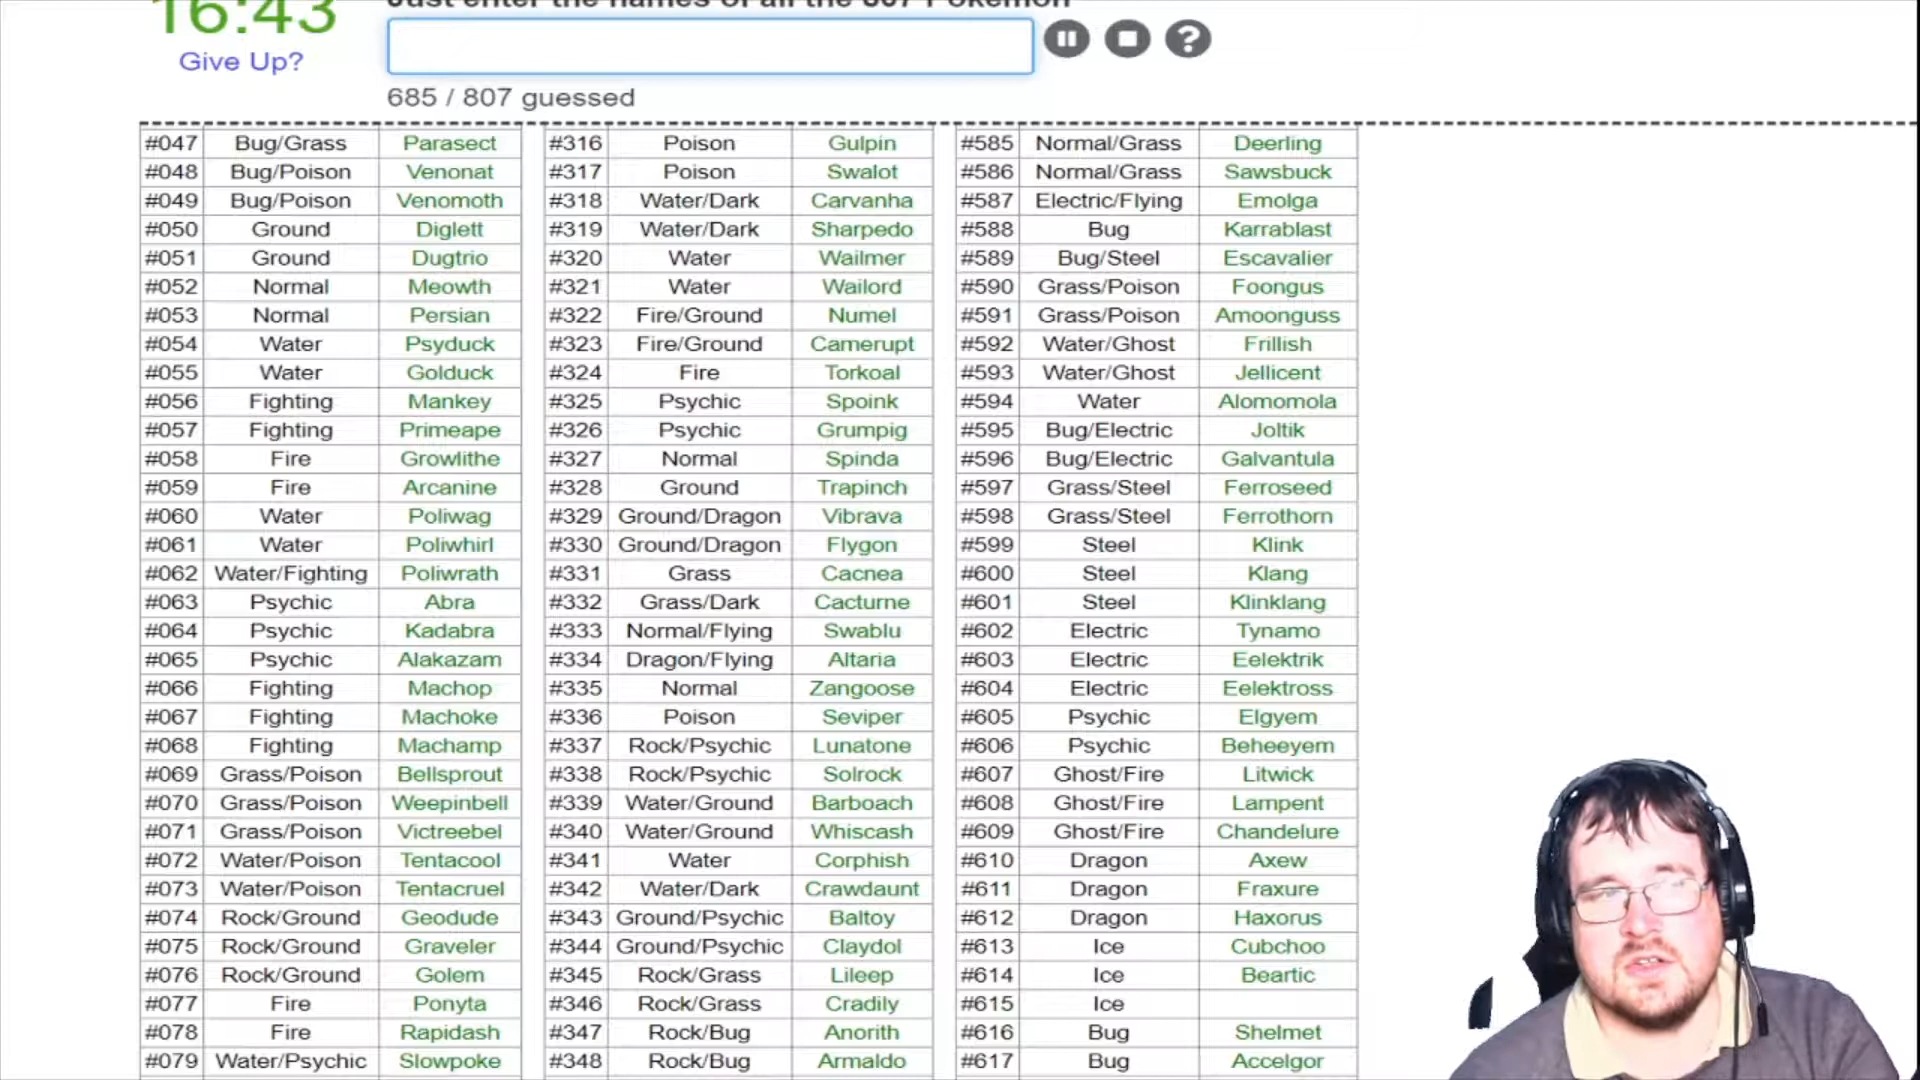 16:43
Just enter the names of all the 807 Pokemon
Give Up?
685 / 807 guessed
#047 Bug/Grass Parasect #316 Poison Gulpin #585 Normal/Grass Deerling
#048 Bug/Poison Venonat #317 Poison Swalot #586 Normal/Grass Sawsbuck
#049 Bug/Poison Venomoth #318 Water/Dark Carvanha #587 Electric/Flying Emolga
#050 Ground Diglett #319 Water/Dark Sharpedo #588 Bug Karrablast
#051 Ground Dugtrio #320 Water Wailmer #589 Bug/Steel Escavalier
#052 Normal Meowth #321 Water Wailord #590 Grass/Poison Foongus
#053 Normal Persian #322 Fire/Ground Numel #591 Grass/Poison Amoonguss
#054 Water Psyduck #323 Fire/Ground Camerupt #592 Water/Ghost Frillish
#055 Water Golduck #324 Fire Torkoal #593 Water/Ghost Jellicent
#056 Fighting Mankey #325 Psychic Spoink #594 Water Alomomola
#057 Fighting Primeape #326 Psychic Grumpig #595 Bug/Electric Joltik
#058 Fire Growlithe #327 Normal Spinda #596 Bug/Electric Galvantula
#059 Fire Arcanine #328 Ground Trapinch #597 Grass/Steel Ferroseed
#060 Water Poliwag #329 Ground/Dragon Vibrava #598 Grass/Steel Ferrothorn
#061 Water Poliwhirl #330 Ground/Dragon Flygon #599 Steel Klink
#062 Water/Fighting Poliwrath #331 Grass Cacnea #600 Steel Klang
#063 Psychic Abra #332 Grass/Dark Cacturne #601 Steel Klinklang
#064 Psychic Kadabra #333 Normal/Flying Swablu #602 Electric Tynamo
#065 Psychic Alakazam #334 Dragon/Flying Altaria #603 Electric Eelektrik
#066 Fighting Machop #335 Normal Zangoose #604 Electric Eelektross
#067 Fighting Machoke #336 Poison Seviper #605 Psychic Elgyem
#068 Fighting Machamp #337 Rock/Psychic Lunatone #606 Psychic Beheeyem
#069 Grass/Poison Bellsprout #338 Rock/Psychic Solrock #607 Ghost/Fire Litwick
#070 Grass/Poison Weepinbell #339 Water/Ground Barboach #608 Ghost/Fire Lampent
#071 Grass/Poison Victreebel #340 Water/Ground Whiscash #609 Ghost/Fire Chandelure
#072 Water/Poison Tentacool #341 Water Corphish #610 Dragon Axew
#073 Water/Poison Tentacruel #342 Water/Dark Crawdaunt #611 Dragon Fraxure
#074 Rock/Ground Geodude #343 Ground/Psychic Baltoy #612 Dragon Haxorus
#075 Rock/Ground Graveler #344 Ground/Psychic Claydol #613 Ice Cubchoo
#076 Rock/Ground Golem #345 Rock/Grass Lileep #614 Ice Beartic
#077 Fire Ponyta #346 Rock/Grass Cradily #615 Ice
#078 Fire Rapidash #347 Rock/Bug Anorith #616 Bug Shelmet
#079 Water/Psychic Slowpoke #348 Rock/Bug Armaldo #617 Bug Accelgor